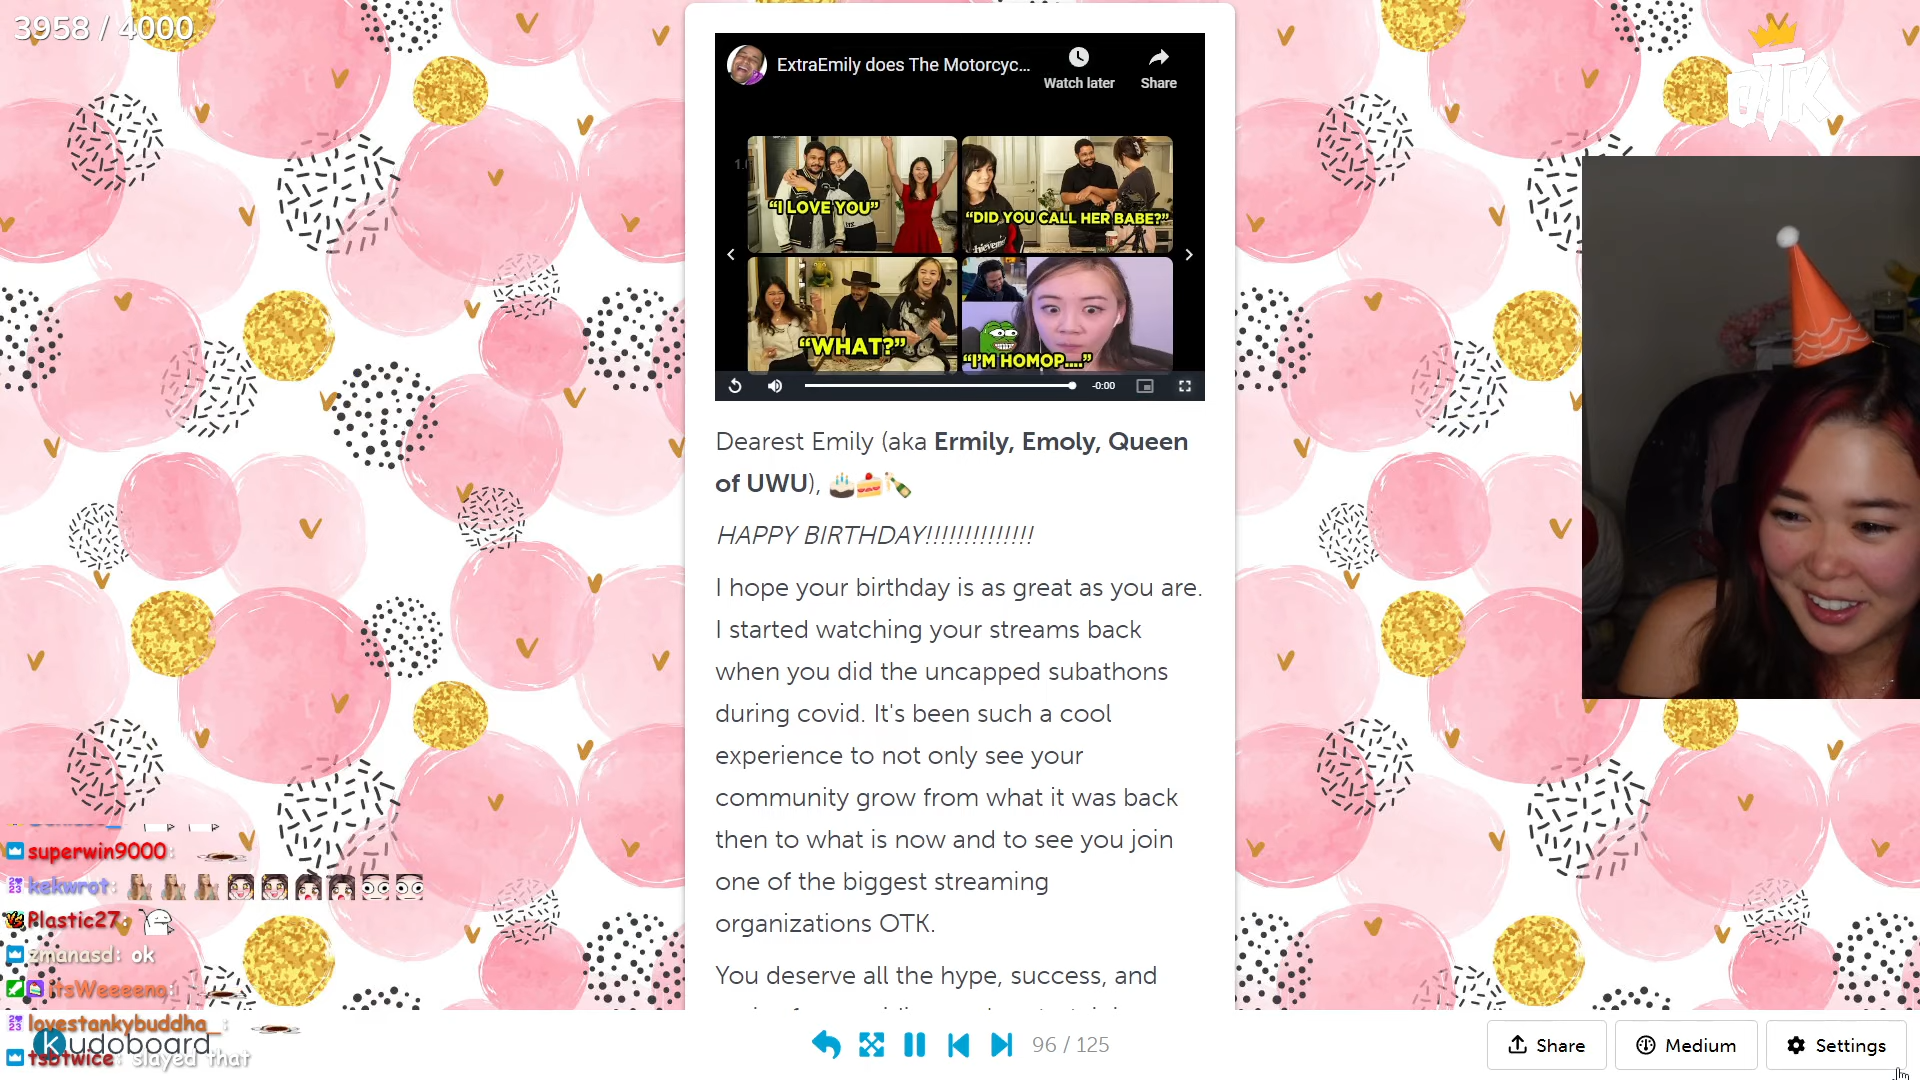 3958 / 4000
OTK
ExtraEmily does The Motorcyc...
Watch later
Share
"I LOVE YOU"
"DID YOU CALL HER BABE?"
"WHAT?"
"I'M HOMOP...."
-0:00
Dearest Emily (aka Ermily, Emoly, Queen
of UWU), 🎂🍰🍾
HAPPY BIRTHDAY!!!!!!!!!!!!!!
I hope your birthday is as great as you are.
I started watching your streams back
when you did the uncapped subathons
during covid. It's been such a cool
experience to not only see your
community grow from what it was back
then to what is now and to see you join
one of the biggest streaming
organizations OTK.
You deserve all the hype, success, and
superwin9000:
kekwrot:
Rlastic27:
zmanasd: ok
itsWeeeeno:
lovestankybuddha_:
tsbtwice: slayed that
kudoboard
96 / 125
Share
Medium
Settings